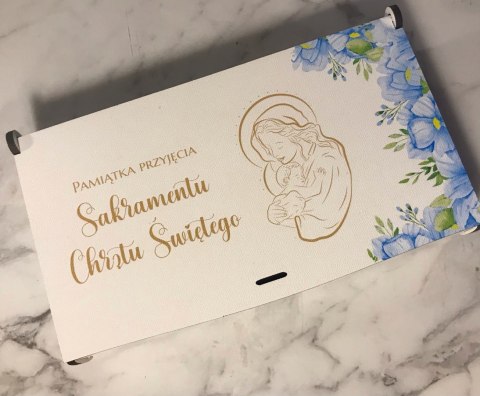 Pamiątka przyjęcia
Sakramentu
Chrztu Świętego